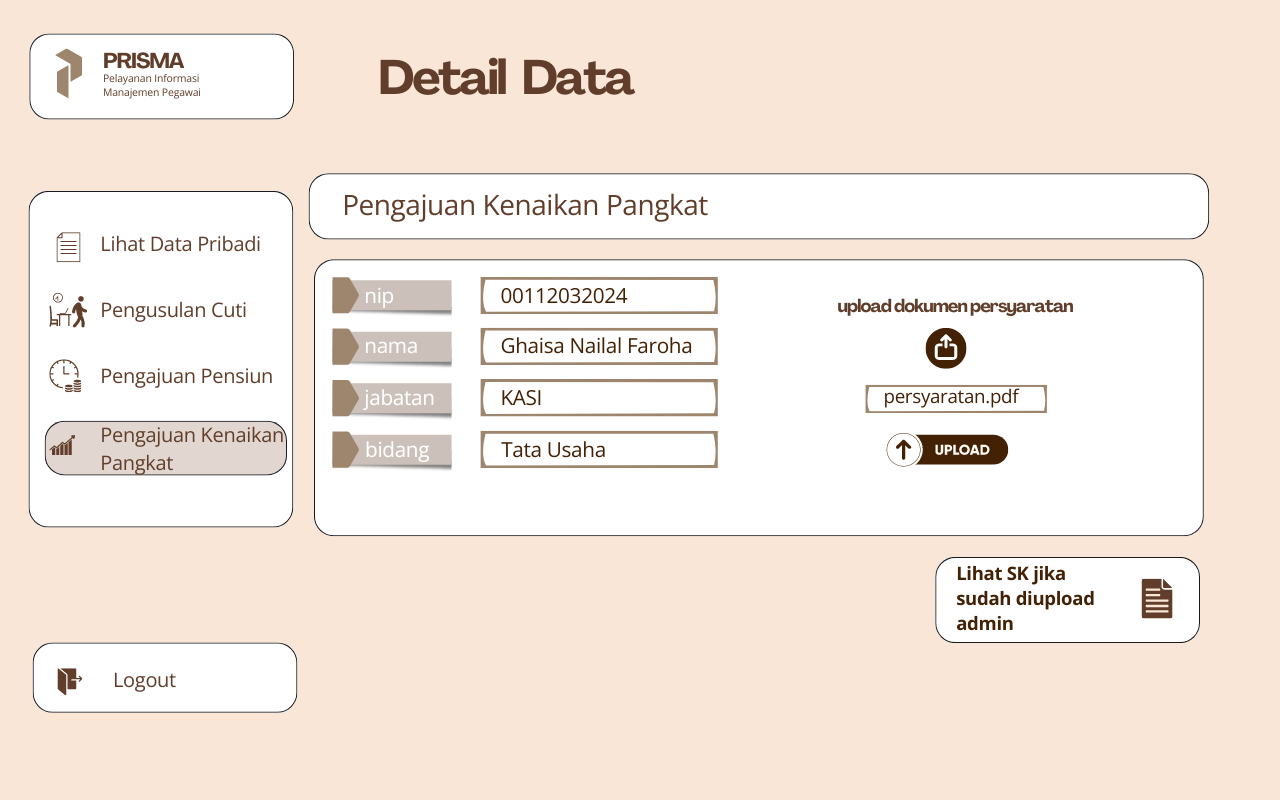 PRISMA
Pelayanan Informasi
Manajemen Pegawai
Detail Data
Lihat Data Pribadi
Pengusulan Cuti
Pengajuan Pensiun
Pengajuan Kenaikan
Pangkat
Logout
Pengajuan Kenaikan Pangkat
nip
00112032024
nama
Ghaisa Nailal Faroha
jabatan
KASI
bidang
Tata Usaha
upload dokumen persyaratan
persyaratan.pdf
UPLOAD
Lihat SK jika
sudah diupload
admin